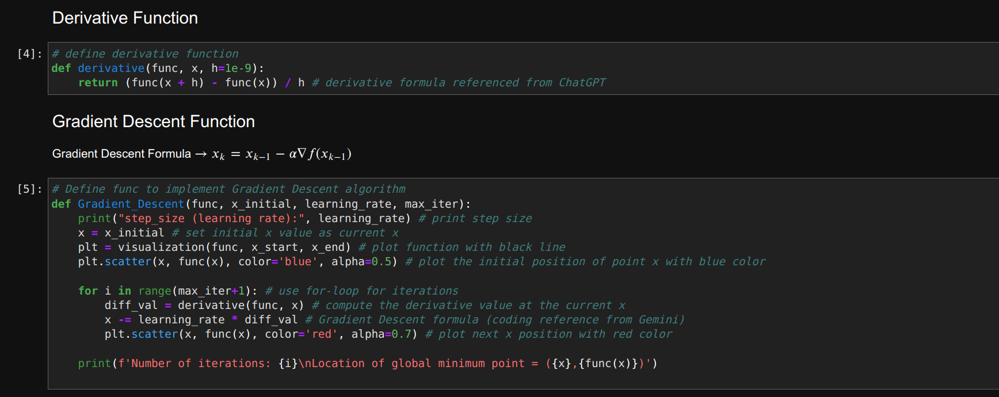 Derivative Function
[4]: # define derivative function
def derivative(func, x, h=1e-9):
    return (func(x + h) - func(x)) / h # derivative formula referenced from ChatGPT
Gradient Descent Function
Gradient Descent Formula → xₖ = xₖ₋₁ − α∇f(xₖ₋₁)
[5]: # Define func to implement Gradient Descent algorithm
def Gradient_Descent(func, x_initial, learning_rate, max_iter):
    print("step_size (learning rate):", learning_rate) # print step size
    x = x_initial # set initial x value as current x
    plt = visualization(func, x_start, x_end) # plot function with black line
    plt.scatter(x, func(x), color='blue', alpha=0.5) # plot the initial position of point x with blue color
    for i in range(max_iter+1): # use for-loop for iterations
        diff_val = derivative(func, x) # compute the derivative value at the current x
        x -= learning_rate * diff_val # Gradient Descent formula (coding reference from Gemini)
        plt.scatter(x, func(x), color='red', alpha=0.7) # plot next x position with red color
    print(f'Number of iterations: {i}\nLocation of global minimum point = ({x},{func(x)})')